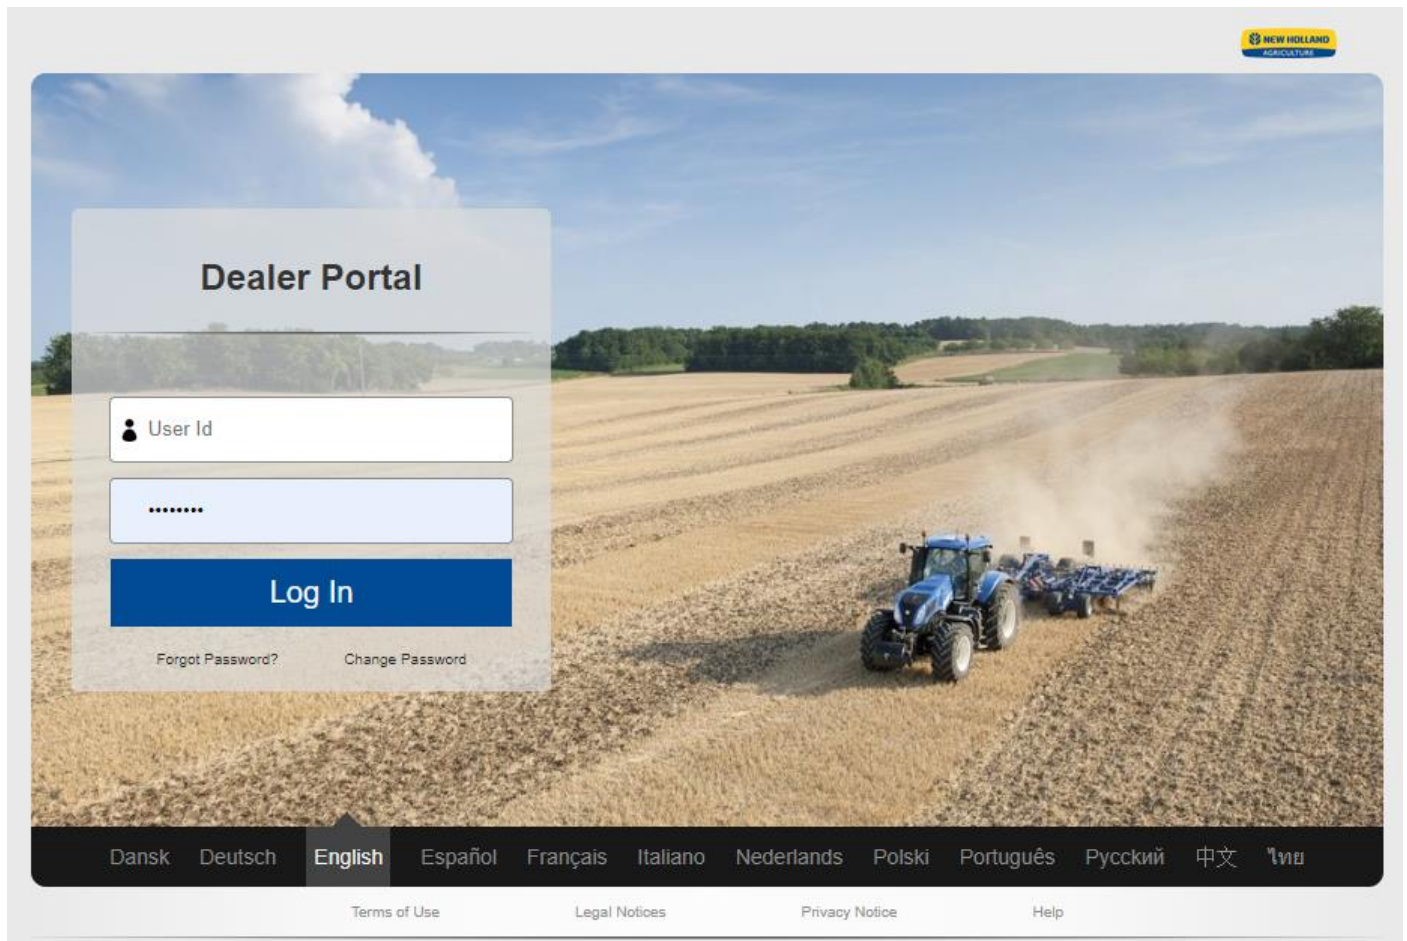 NEW HOLLAND
AGRICULTURE
Dealer Portal
User Id
••••••••
Log In
Forgot Password? Change Password
Dansk Deutsch English Español Français Italiano Nederlands Polski Português Русский 中文 ไทย
Terms of Use Legal Notices Privacy Notice Help